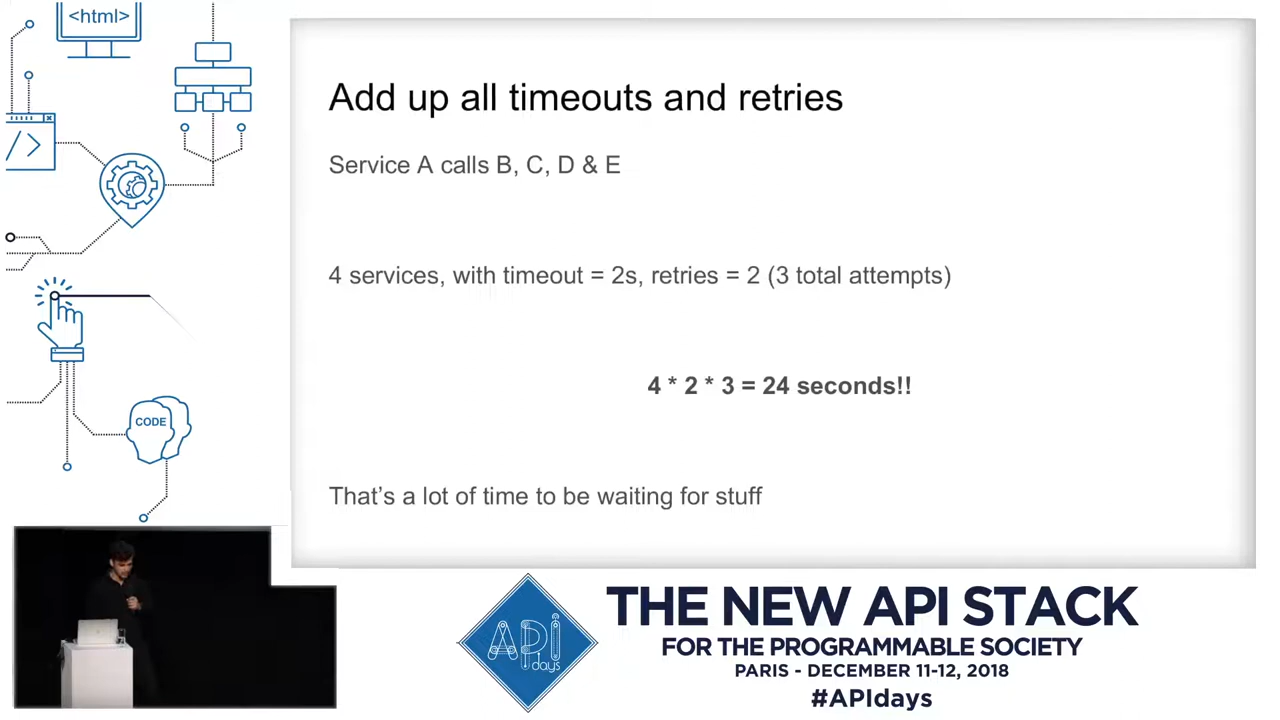 <html>
</>
CODE
Add up all timeouts and retries
Service A calls B, C, D & E
4 services, with timeout = 2s, retries = 2 (3 total attempts)
4 * 2 * 3 = 24 seconds!!
That’s a lot of time to be waiting for stuff
APi
days
THE NEW API STACK
FOR THE PROGRAMMABLE SOCIETY
PARIS - DECEMBER 11-12, 2018
#APIdays